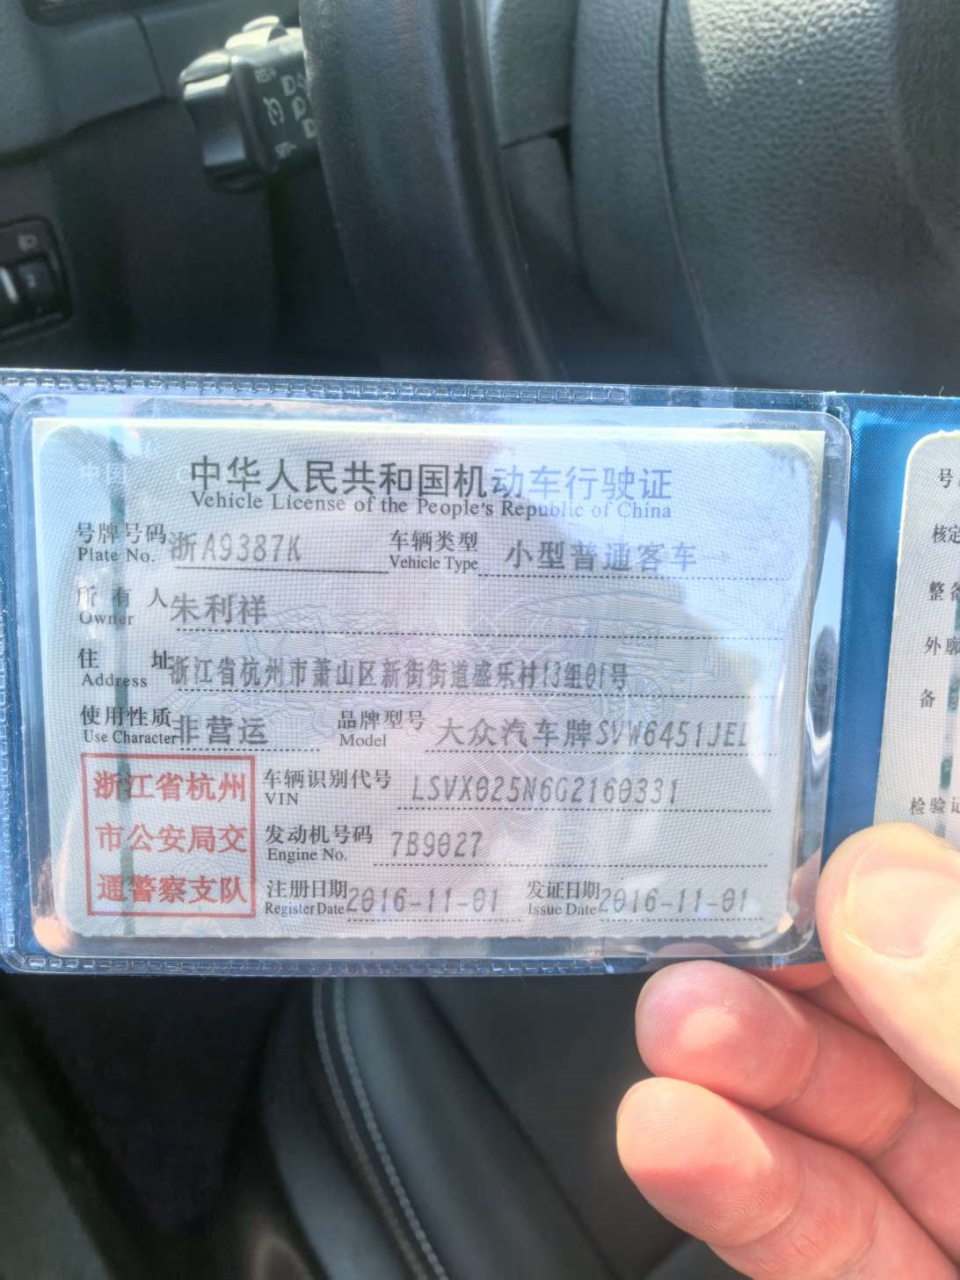 中华人民共和国机动车行驶证
Vehicle License of the People's Republic of China
号牌号码 浙A9387K 车辆类型 小型普通客车
Plate No. Vehicle Type
所有人 朱利祥
Owner
住址 浙江省杭州市萧山区新街街道盛乐村13组01号
Address
使用性质 非营运 品牌型号 大众汽车牌SVW6451JEL
Use Character Model
浙江省杭州
市公安局交
通警察支队
车辆识别代号 LSVX025N6G2160331
VIN
发动机号码 7B9027
Engine No.
注册日期 2016-11-01 发证日期 2016-11-01
Register Date Issue Date
号
核定
整备
外廓
备
检验记